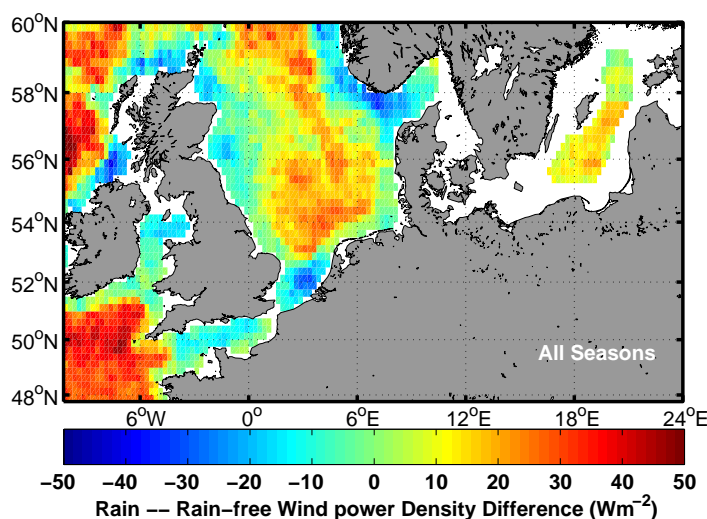 60°N
58°N
56°N
54°N
52°N
50°N
48°N
All Seasons
6°W 0° 6°E 12°E 18°E 24°E
−50 −40 −30 −20 −10 0 10 20 30 40 50
Rain −− Rain−free Wind power Density Difference (Wm⁻²)